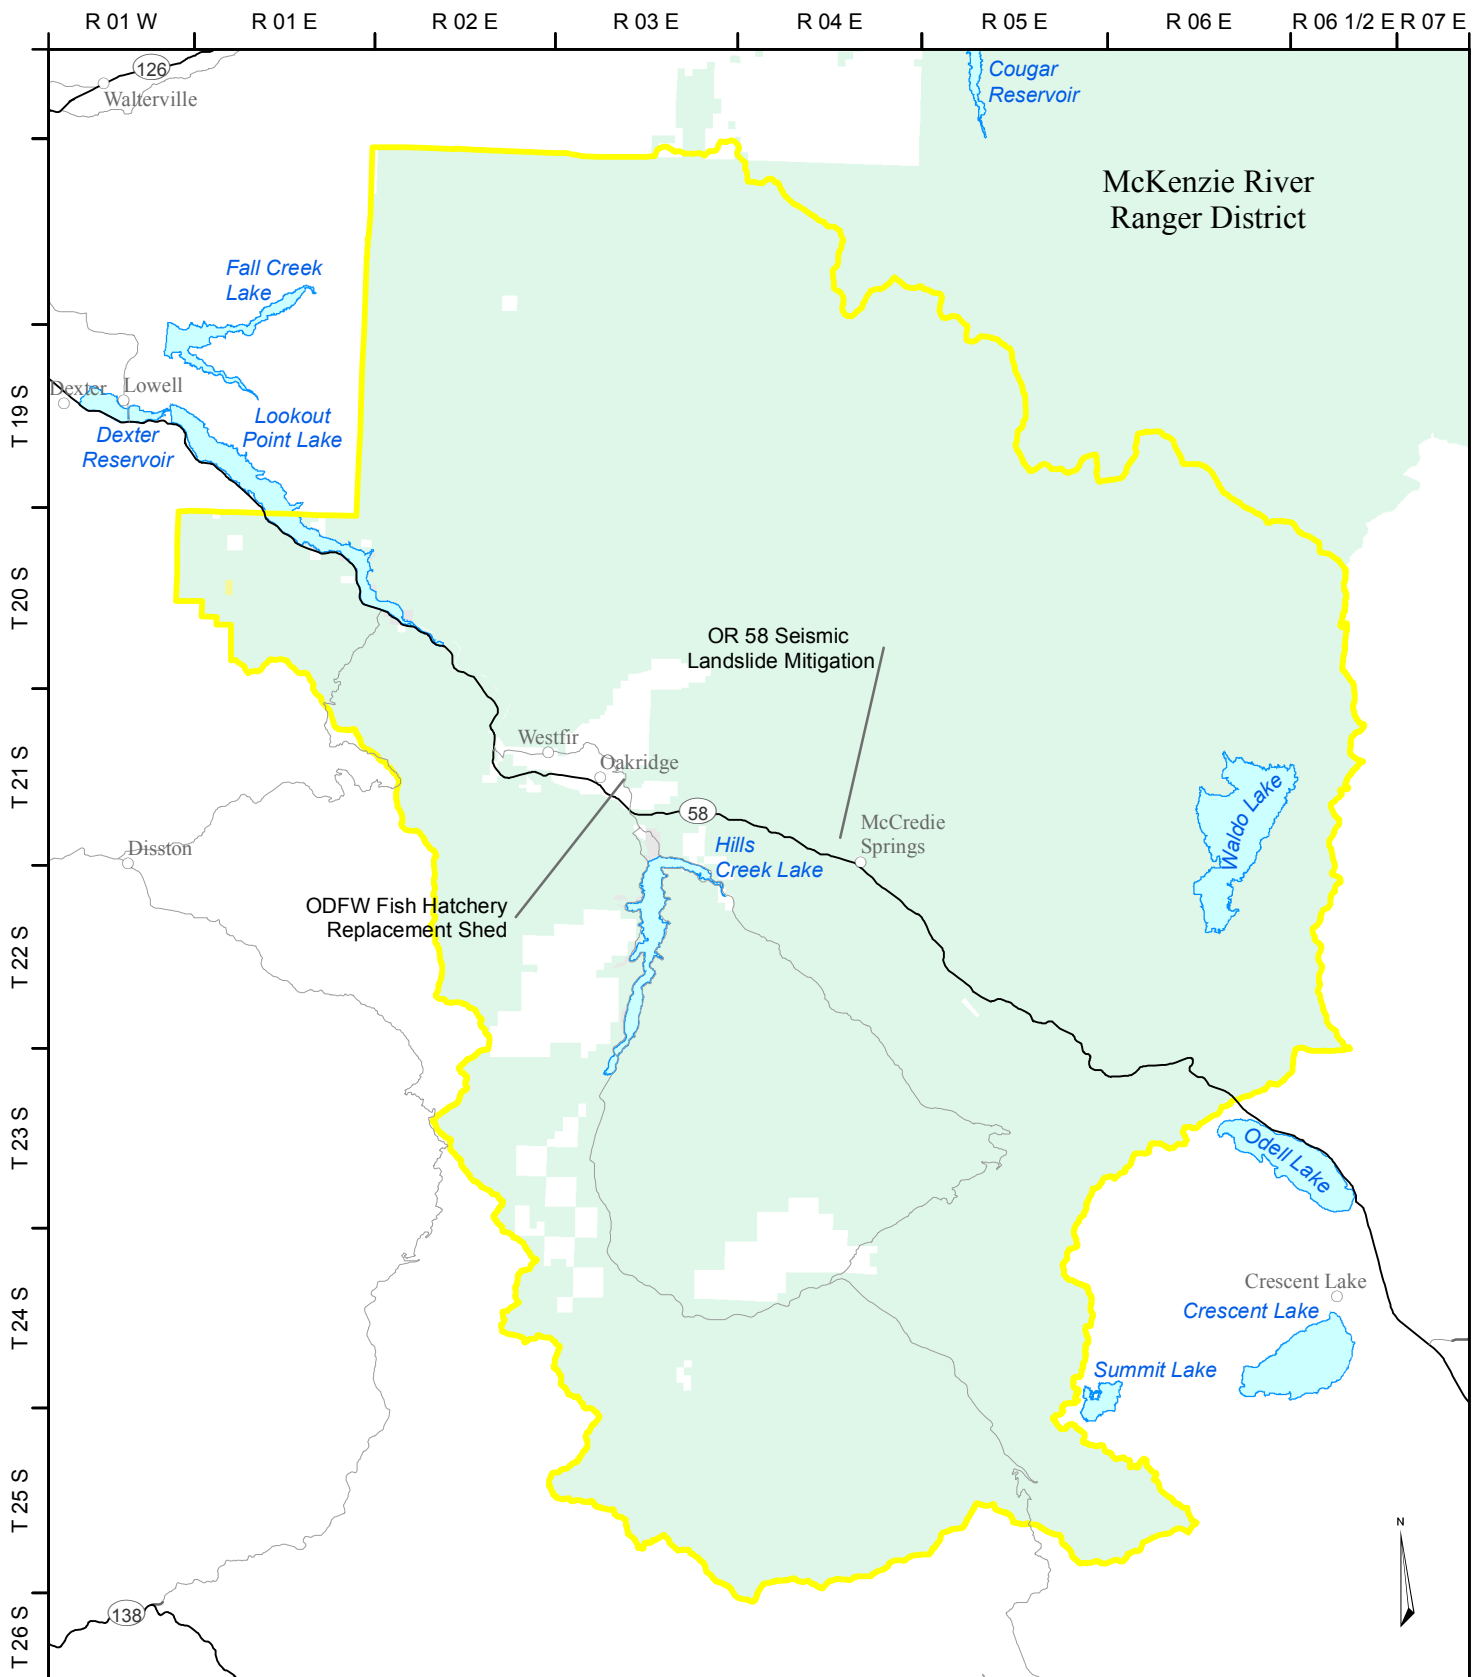 R 01 W
R 01 E
R 02 E
R 03 E
R 04 E
R 05 E
R 06 E
R 06 1/2 E
R 07 E
126
Walterville
Cougar
Reservoir
McKenzie River
Ranger District
Fall Creek
Lake
Dexter
Lowell
T 19 S
Lookout
Point Lake
Dexter
Reservoir
T 20 S
OR 58 Seismic
Landslide Mitigation
Westfir
Oakridge
T 21 S
58
McCredie
Springs
Waldo Lake
Disston
Hills
Creek Lake
ODFW Fish Hatchery
Replacement Shed
T 22 S
T 23 S
Odell Lake
Crescent Lake
Crescent Lake
T 24 S
Summit Lake
T 25 S
N
138
T 26 S